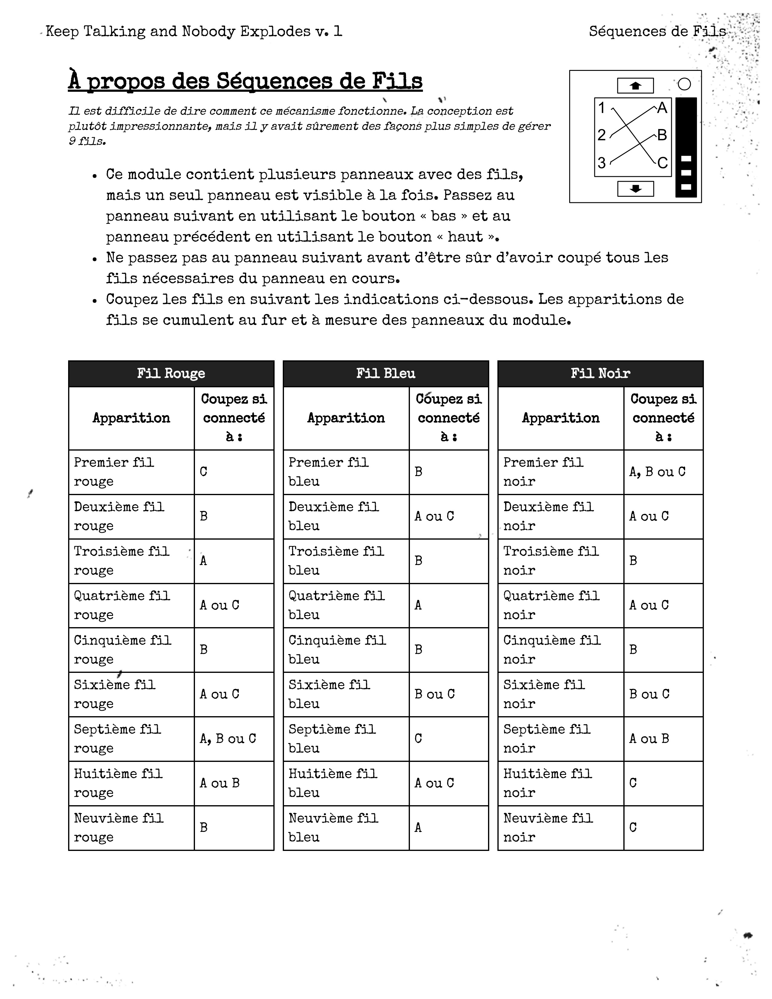 Keep Talking and Nobody Explodes v. 1
Séquences de Fils
À propos des Séquences de Fils
Il est difficile de dire comment ce mécanisme fonctionne. La conception est
plutôt impressionnante, mais il y avait sûrement des façons plus simples de gérer
9 fils.
1
A
2
B
3
C
• Ce module contient plusieurs panneaux avec des fils,
mais un seul panneau est visible à la fois. Passez au
panneau suivant en utilisant le bouton « bas » et au
panneau précédent en utilisant le bouton « haut ».
• Ne passez pas au panneau suivant avant d'être sûr d'avoir coupé tous les
fils nécessaires du panneau en cours.
• Coupez les fils en suivant les indications ci-dessous. Les apparitions de
fils se cumulent au fur et à mesure des panneaux du module.
Fil Rouge
Apparition
Coupez si
connecté
à :
Premier fil
rouge
C
Deuxième fil
rouge
B
Troisième fil
rouge
A
Quatrième fil
rouge
A ou C
Cinquième fil
rouge
B
Sixième fil
rouge
A ou C
Septième fil
rouge
A, B ou C
Huitième fil
rouge
A ou B
Neuvième fil
rouge
B
Fil Bleu
Apparition
Coupez si
connecté
à :
Premier fil
bleu
B
Deuxième fil
bleu
A ou C
Troisième fil
bleu
B
Quatrième fil
bleu
A
Cinquième fil
bleu
B
Sixième fil
bleu
B ou C
Septième fil
bleu
C
Huitième fil
bleu
A ou C
Neuvième fil
bleu
A
Fil Noir
Apparition
Coupez si
connecté
à :
Premier fil
noir
A, B ou C
Deuxième fil
noir
A ou C
Troisième fil
noir
B
Quatrième fil
noir
A ou C
Cinquième fil
noir
B
Sixième fil
noir
B ou C
Septième fil
noir
A ou B
Huitième fil
noir
C
Neuvième fil
noir
C